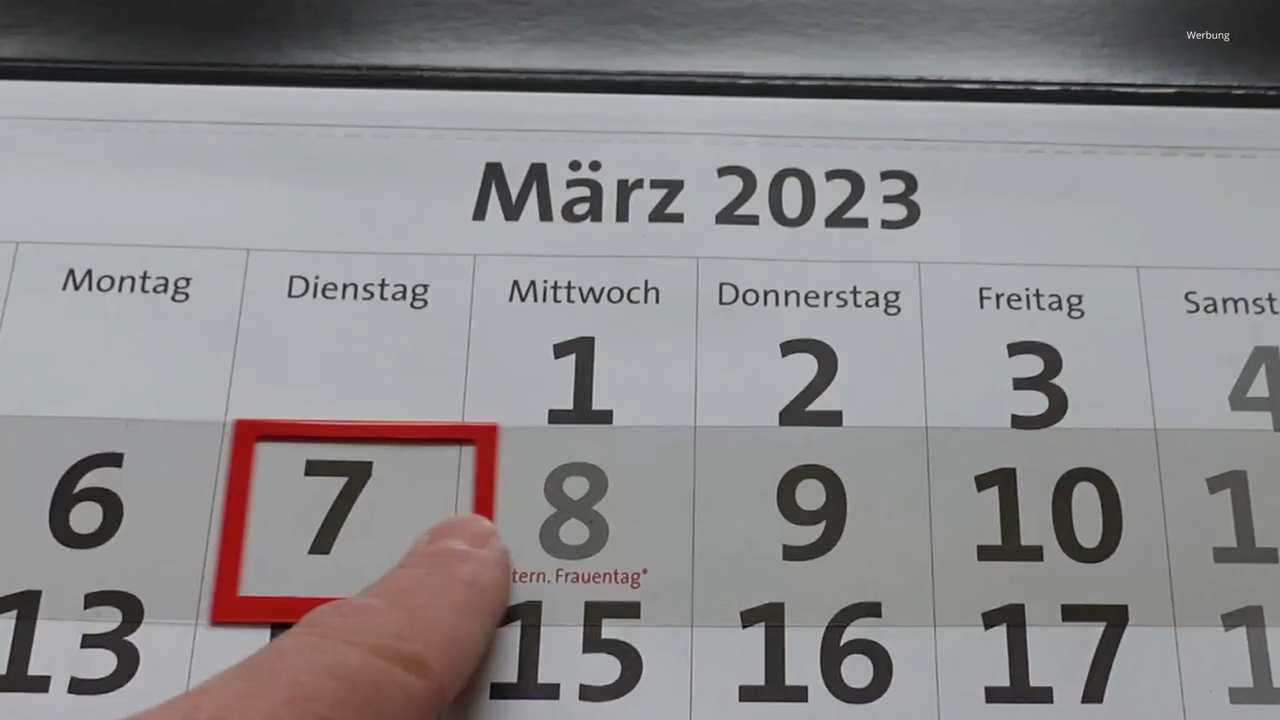 Werbung
März 2023
Montag Dienstag Mittwoch Donnerstag Freitag
1 2 3 4
6 7 8 9 10
Frauentag*
13 15 16 17